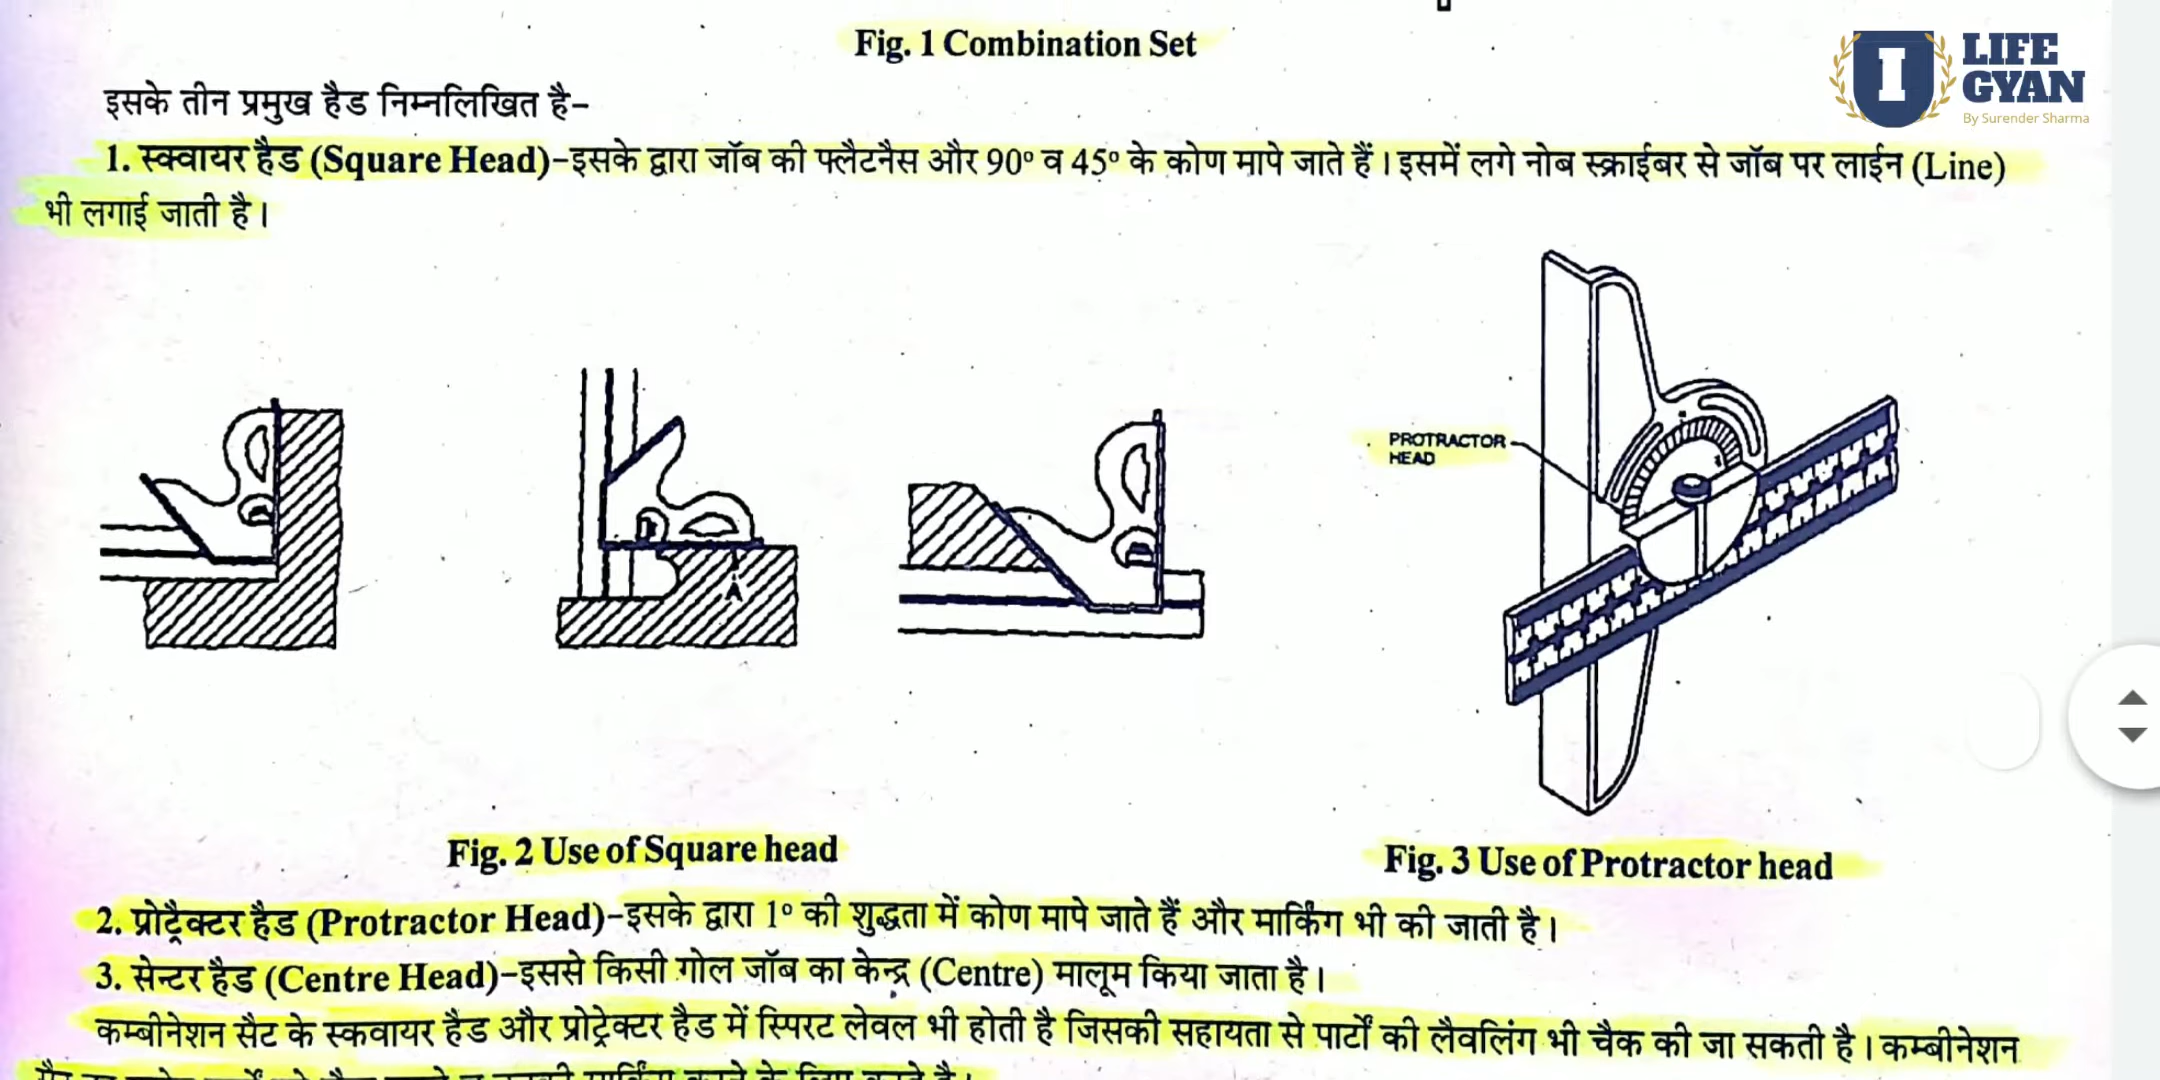 Fig. 1 Combination Set
I LIFE GYAN
By Surender Sharma
इसके तीन प्रमुख हैड निम्नलिखित है-
1. स्क्वायर हैड (Square Head)-इसके द्वारा जॉब की फ्लैटनैस और 90° व 45° के कोण मापे जाते हैं। इसमें लगे नोब स्क्राईबर से जॉब पर लाईन (Line)
भी लगाई जाती है।
PROTRACTOR
HEAD
A
Fig. 2 Use of Square head
Fig. 3 Use of Protractor head
2. प्रोट्रैक्टर हैड (Protractor Head)-इसके द्वारा 1° की शुद्धता में कोण मापे जाते हैं और मार्किंग भी की जाती है।
3. सेन्टर हैड (Centre Head)-इससे किसी गोल जॉब का केन्द्र (Centre) मालूम किया जाता है।
कम्बीनेशन सैट के स्कवायर हैड और प्रोट्रेक्टर हैड में स्पिरट लेवल भी होती है जिसकी सहायता से पार्टों की लैवलिंग भी चैक की जा सकती है। कम्बीनेशन